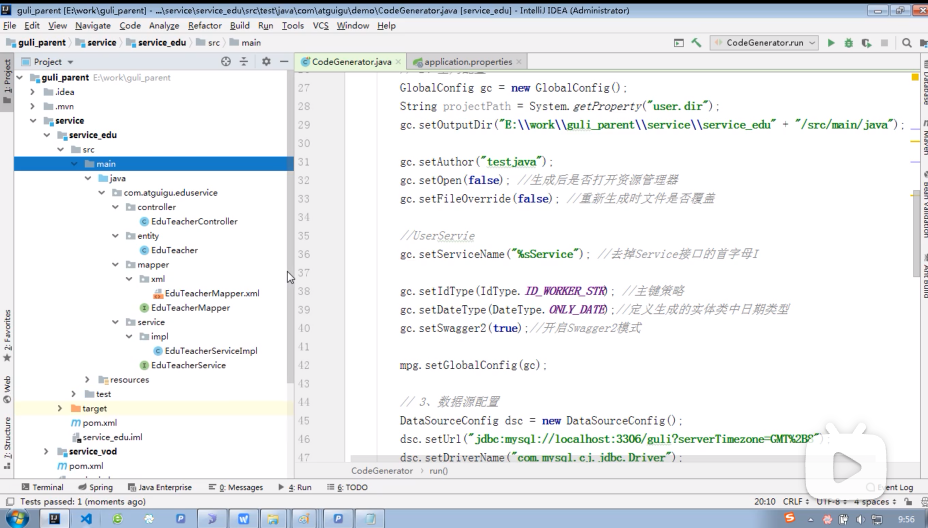 guli_parent [E:\work\guli_parent] - ...\service\service_edu\src\test\java\com\atguigu\demo\CodeGenerator.java [service_edu] - IntelliJ IDEA (Administrator)
File Edit View Navigate Code Analyze Refactor Build Run Tools VCS Window Help
guli_parent service service_edu src main
CodeGenerator.run
Project
CodeGenerator.java
application.properties
1: Project
guli_parent E:\work\guli_parent
.idea
.mvn
service
service_edu
src
main
java
com.atguigu.eduservice
controller
EduTeacherController
entity
EduTeacher
mapper
xml
EduTeacherMapper.xml
EduTeacherMapper
service
impl
EduTeacherServiceImpl
EduTeacherService
resources
test
target
pom.xml
service_edu.iml
service_vod
pom.xml
2: Favorites
Web
Z: Structure
27 GlobalConfig gc = new GlobalConfig();
28 String projectPath = System.getProperty("user.dir");
29 gc.setOutputDir("E:\\work\\guli_parent\\service\\service_edu" + "/src/main/java");
30
31 gc.setAuthor("testjava");
32 gc.setOpen(false); //生成后是否打开资源管理器
33 gc.setFileOverride(false); //重新生成时文件是否覆盖
34
35 //UserServie
36 gc.setServiceName("%sService"); //去掉Service接口的首字母I
37
38 gc.setIdType(IdType.ID_WORKER_STR); //主键策略
39 gc.setDateType(DateType.ONLY_DATE);//定义生成的实体类中日期类型
40 gc.setSwagger2(true);//开启Swagger2模式
41
42 mpg.setGlobalConfig(gc);
43
44 // 3、数据源配置
45 DataSourceConfig dsc = new DataSourceConfig();
46 dsc.setUrl("jdbc:mysql://localhost:3306/guli?serverTimezone=GMT%2B8");
47 dsc.setDriverName("com.mysql.cj.jdbc.Driver");
CodeGenerator run()
Database
Maven
Bean Validation
Terminal Spring Java Enterprise 0: Messages 4: Run 6: TODO Event Log
Tests passed: 1 (moments ago)
20:10 CRLF UTF-8 4 spaces
9:56